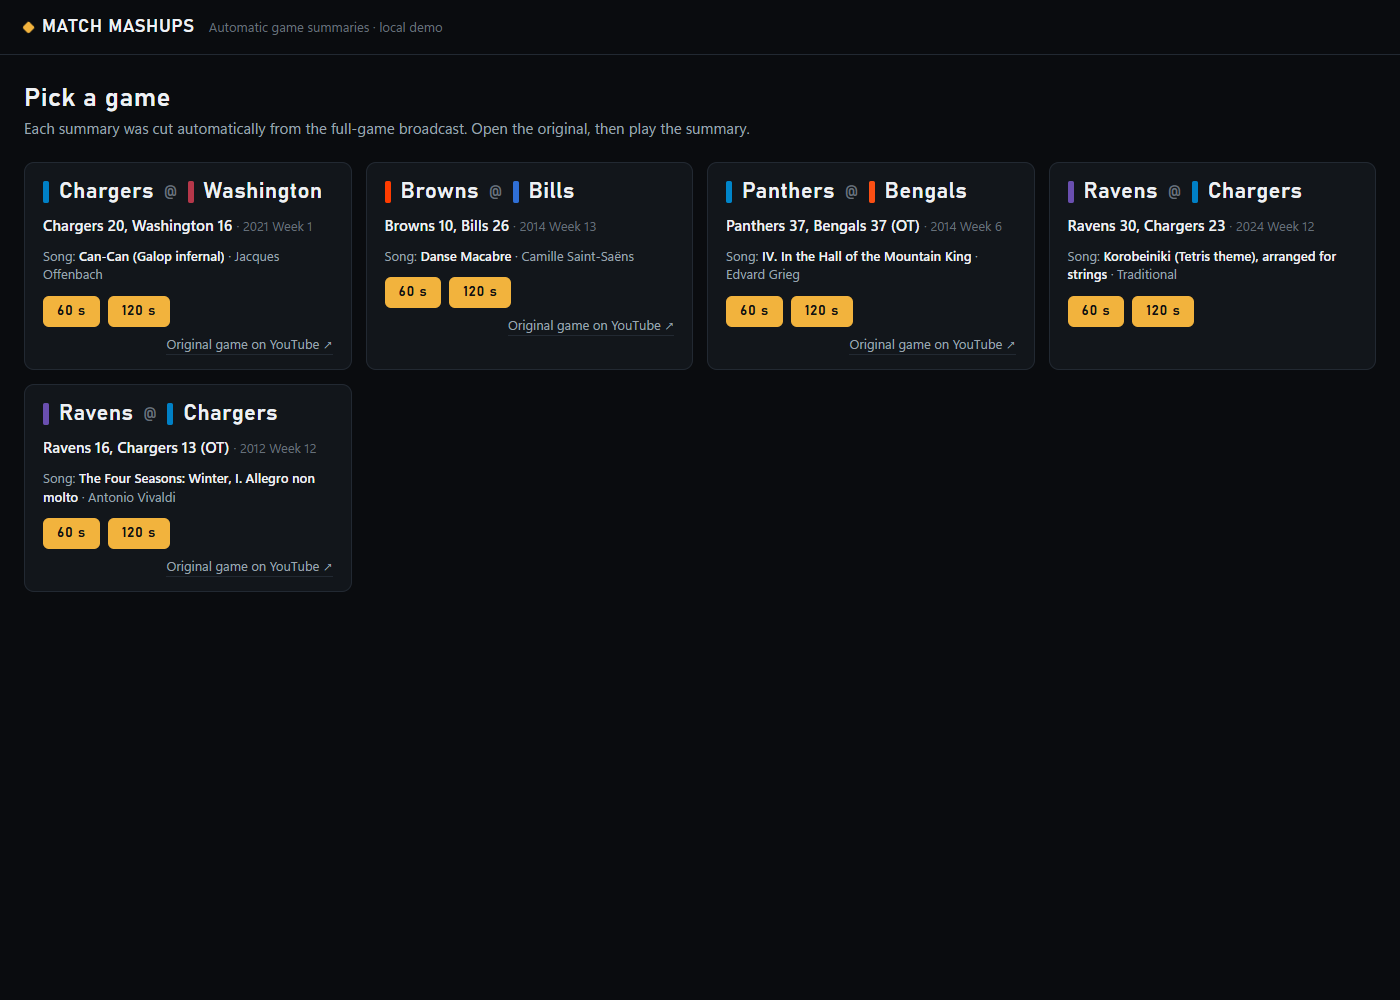 MATCH MASHUPS Automatic game summaries · local demo
Pick a game
Each summary was cut automatically from the full-game broadcast. Open the original, then play the summary.
Chargers @ Washington
Chargers 20, Washington 16 · 2021 Week 1
Song: Can-Can (Galop infernal) · Jacques
Offenbach
60 s 120 s
Original game on YouTube ↗
Browns @ Bills
Browns 10, Bills 26 · 2014 Week 13
Song: Danse Macabre · Camille Saint-Saëns
60 s 120 s
Original game on YouTube ↗
Panthers @ Bengals
Panthers 37, Bengals 37 (OT) · 2014 Week 6
Song: IV. In the Hall of the Mountain King ·
Edvard Grieg
60 s 120 s
Original game on YouTube ↗
Ravens @ Chargers
Ravens 30, Chargers 23 · 2024 Week 12
Song: Korobeiniki (Tetris theme), arranged for
strings · Traditional
60 s 120 s
Ravens @ Chargers
Ravens 16, Chargers 13 (OT) · 2012 Week 12
Song: The Four Seasons: Winter, I. Allegro non
molto · Antonio Vivaldi
60 s 120 s
Original game on YouTube ↗